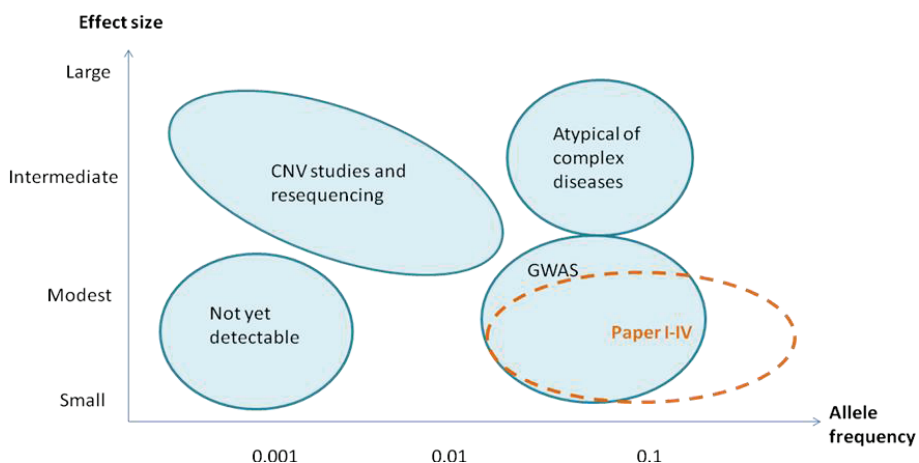 Effect size
Large
Intermediate
Modest
Small
CNV studies and
resequencing
Atypical of
complex
diseases
Not yet
detectable
GWAS
Paper I-IV
Allele
frequency
0.001
0.01
0.1